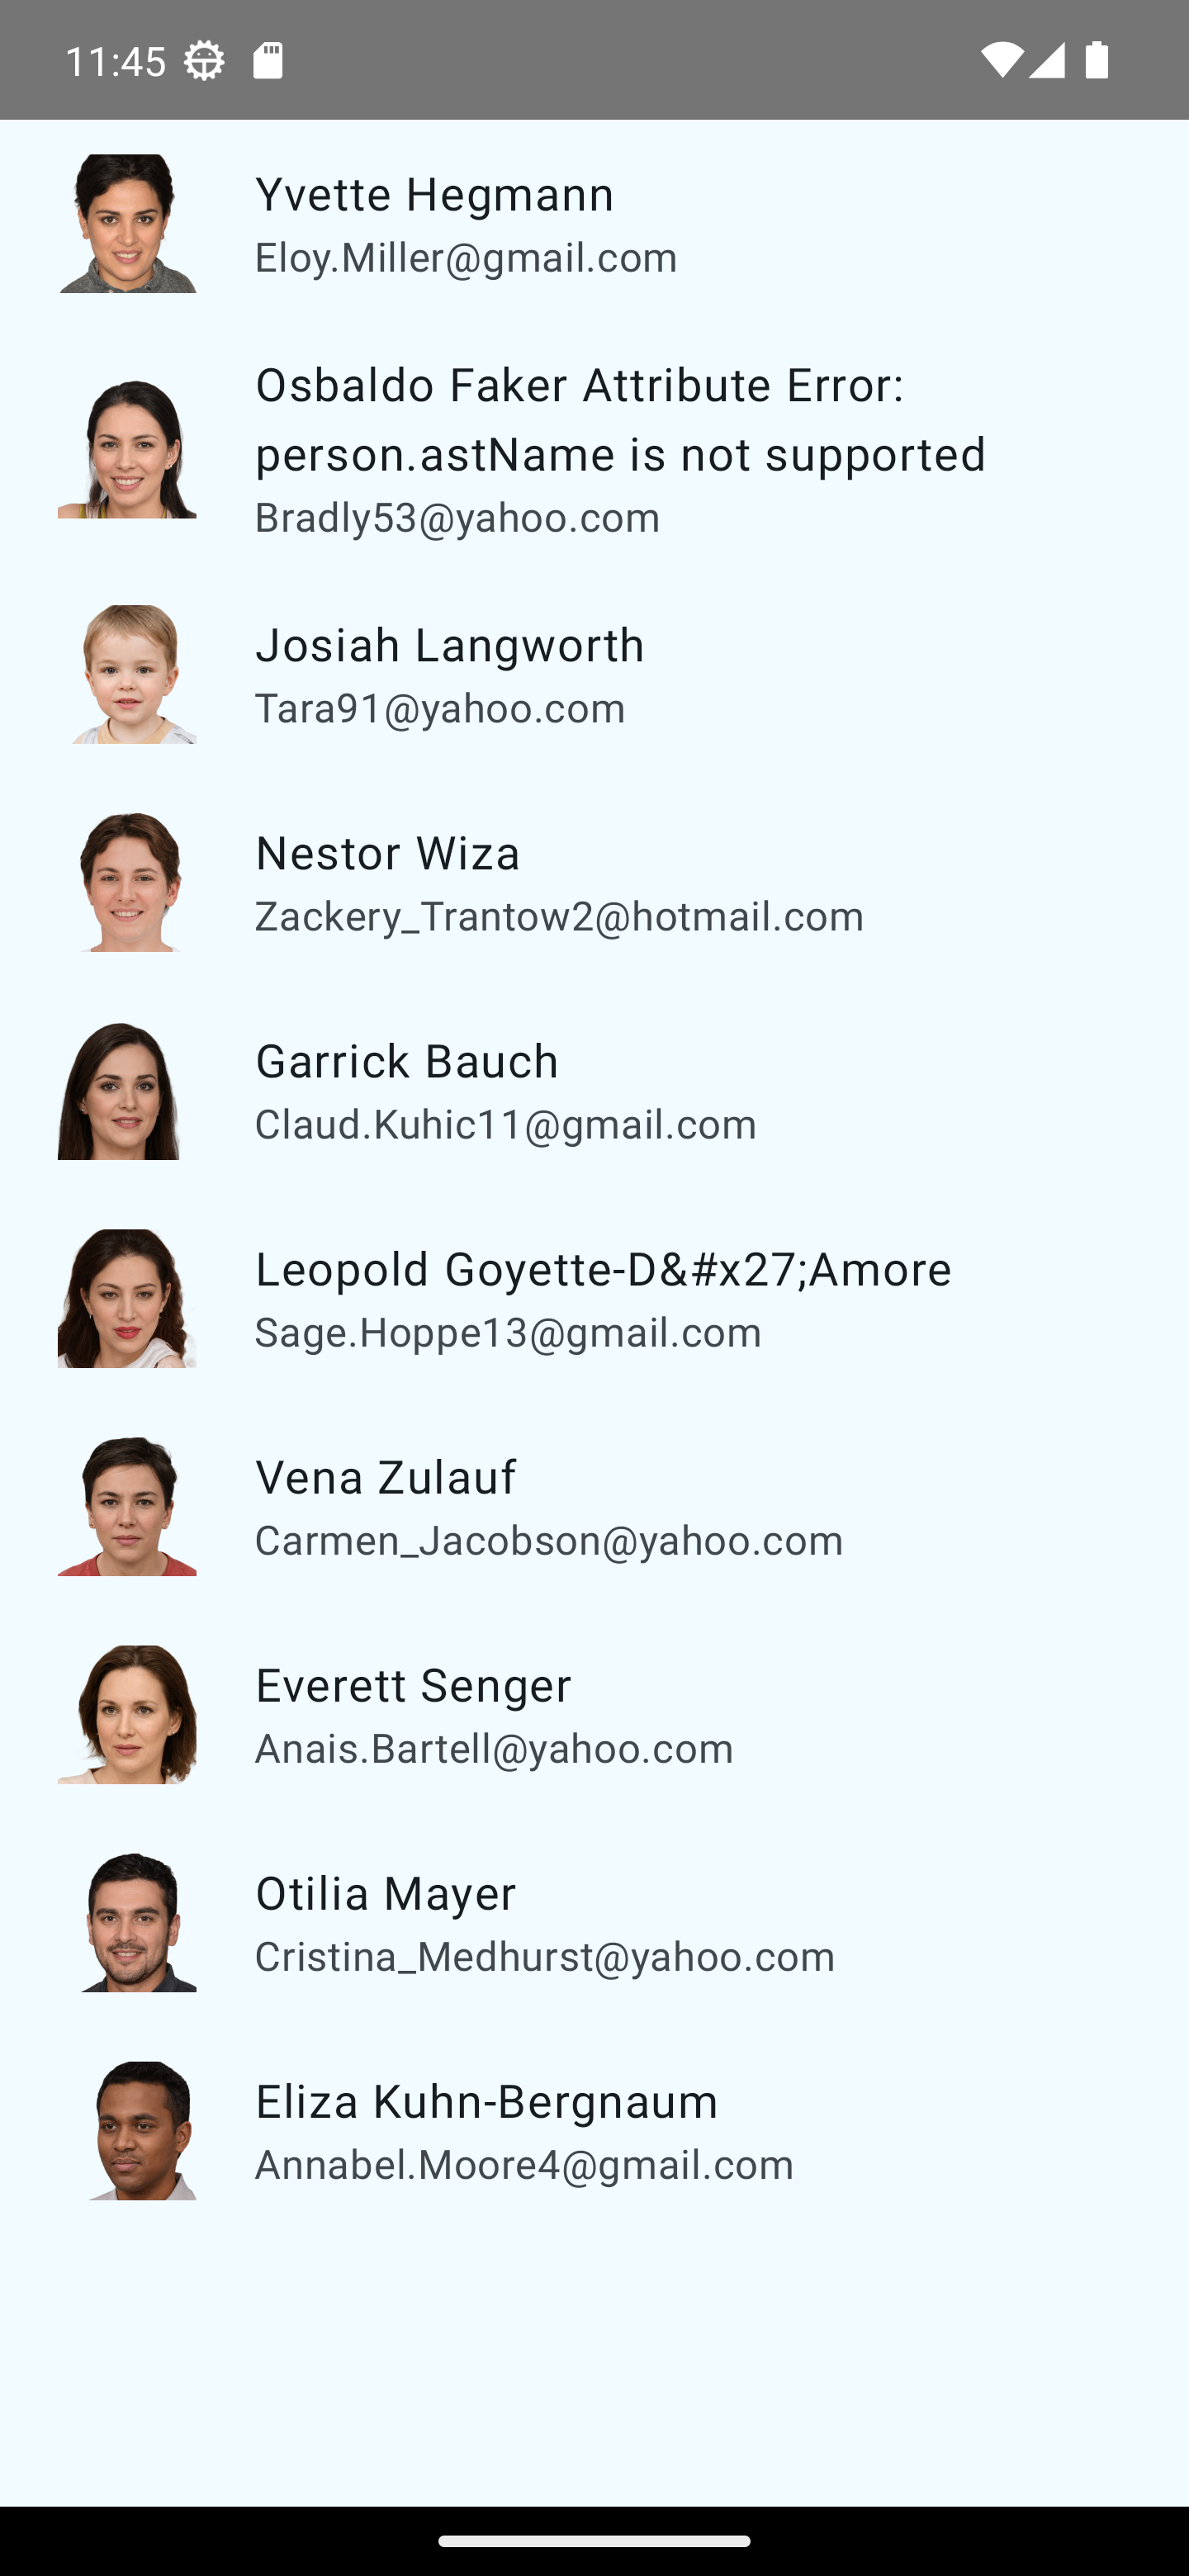 11:45
Yvette Hegmann
Eloy.Miller@gmail.com
Osbaldo Faker Attribute Error:
person.astName is not supported
Bradly53@yahoo.com
Josiah Langworth
Tara91@yahoo.com
Nestor Wiza
Zackery_Trantow2@hotmail.com
Garrick Bauch
Claud.Kuhic11@gmail.com
Leopold Goyette-D&#x27;Amore
Sage.Hoppe13@gmail.com
Vena Zulauf
Carmen_Jacobson@yahoo.com
Everett Senger
Anais.Bartell@yahoo.com
Otilia Mayer
Cristina_Medhurst@yahoo.com
Eliza Kuhn-Bergnaum
Annabel.Moore4@gmail.com